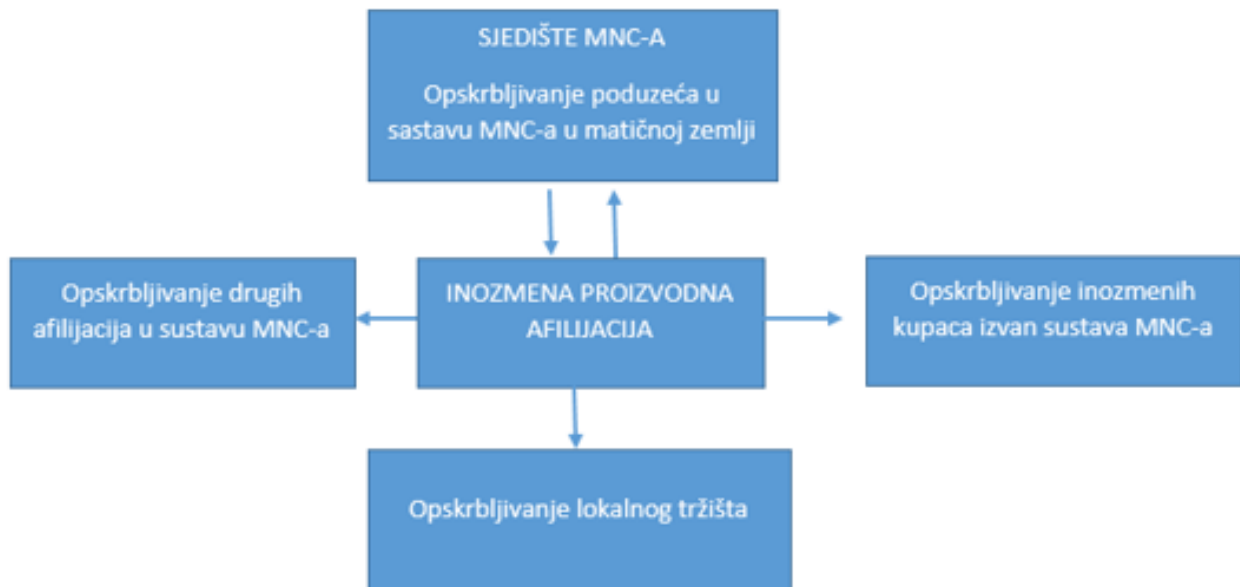 SJEDIŠTE MNC-A
Opskrbljivanje poduzeća u
sastavu MNC-a u matičnoj zemlji
Opskrbljivanje drugih
afilijacija u sustavu MNC-a
INOZMENA PROIZVODNA
AFILIJACIJA
Opskrbljivanje inozmenih
kupaca izvan sustava MNC-a
Opskrbljivanje lokalnog tržišta